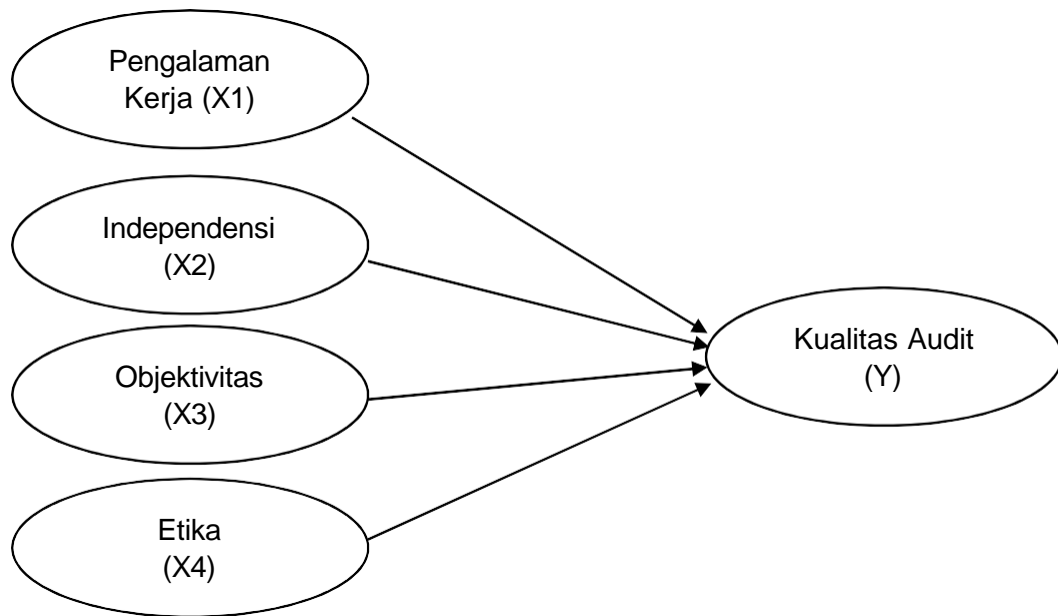 Pengalaman
Kerja (X1)
Independensi
(X2)
Objektivitas
(X3)
Etika
(X4)
Kualitas Audit
(Y)